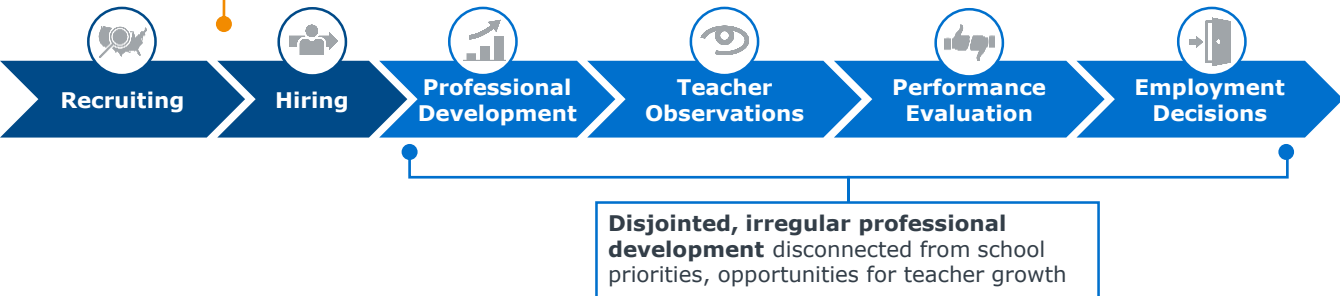 Recruiting
Hiring
Professional
Development
Teacher
Observations
Performance
Evaluation
Employment
Decisions
Disjointed, irregular professional
development disconnected from school
priorities, opportunities for teacher growth